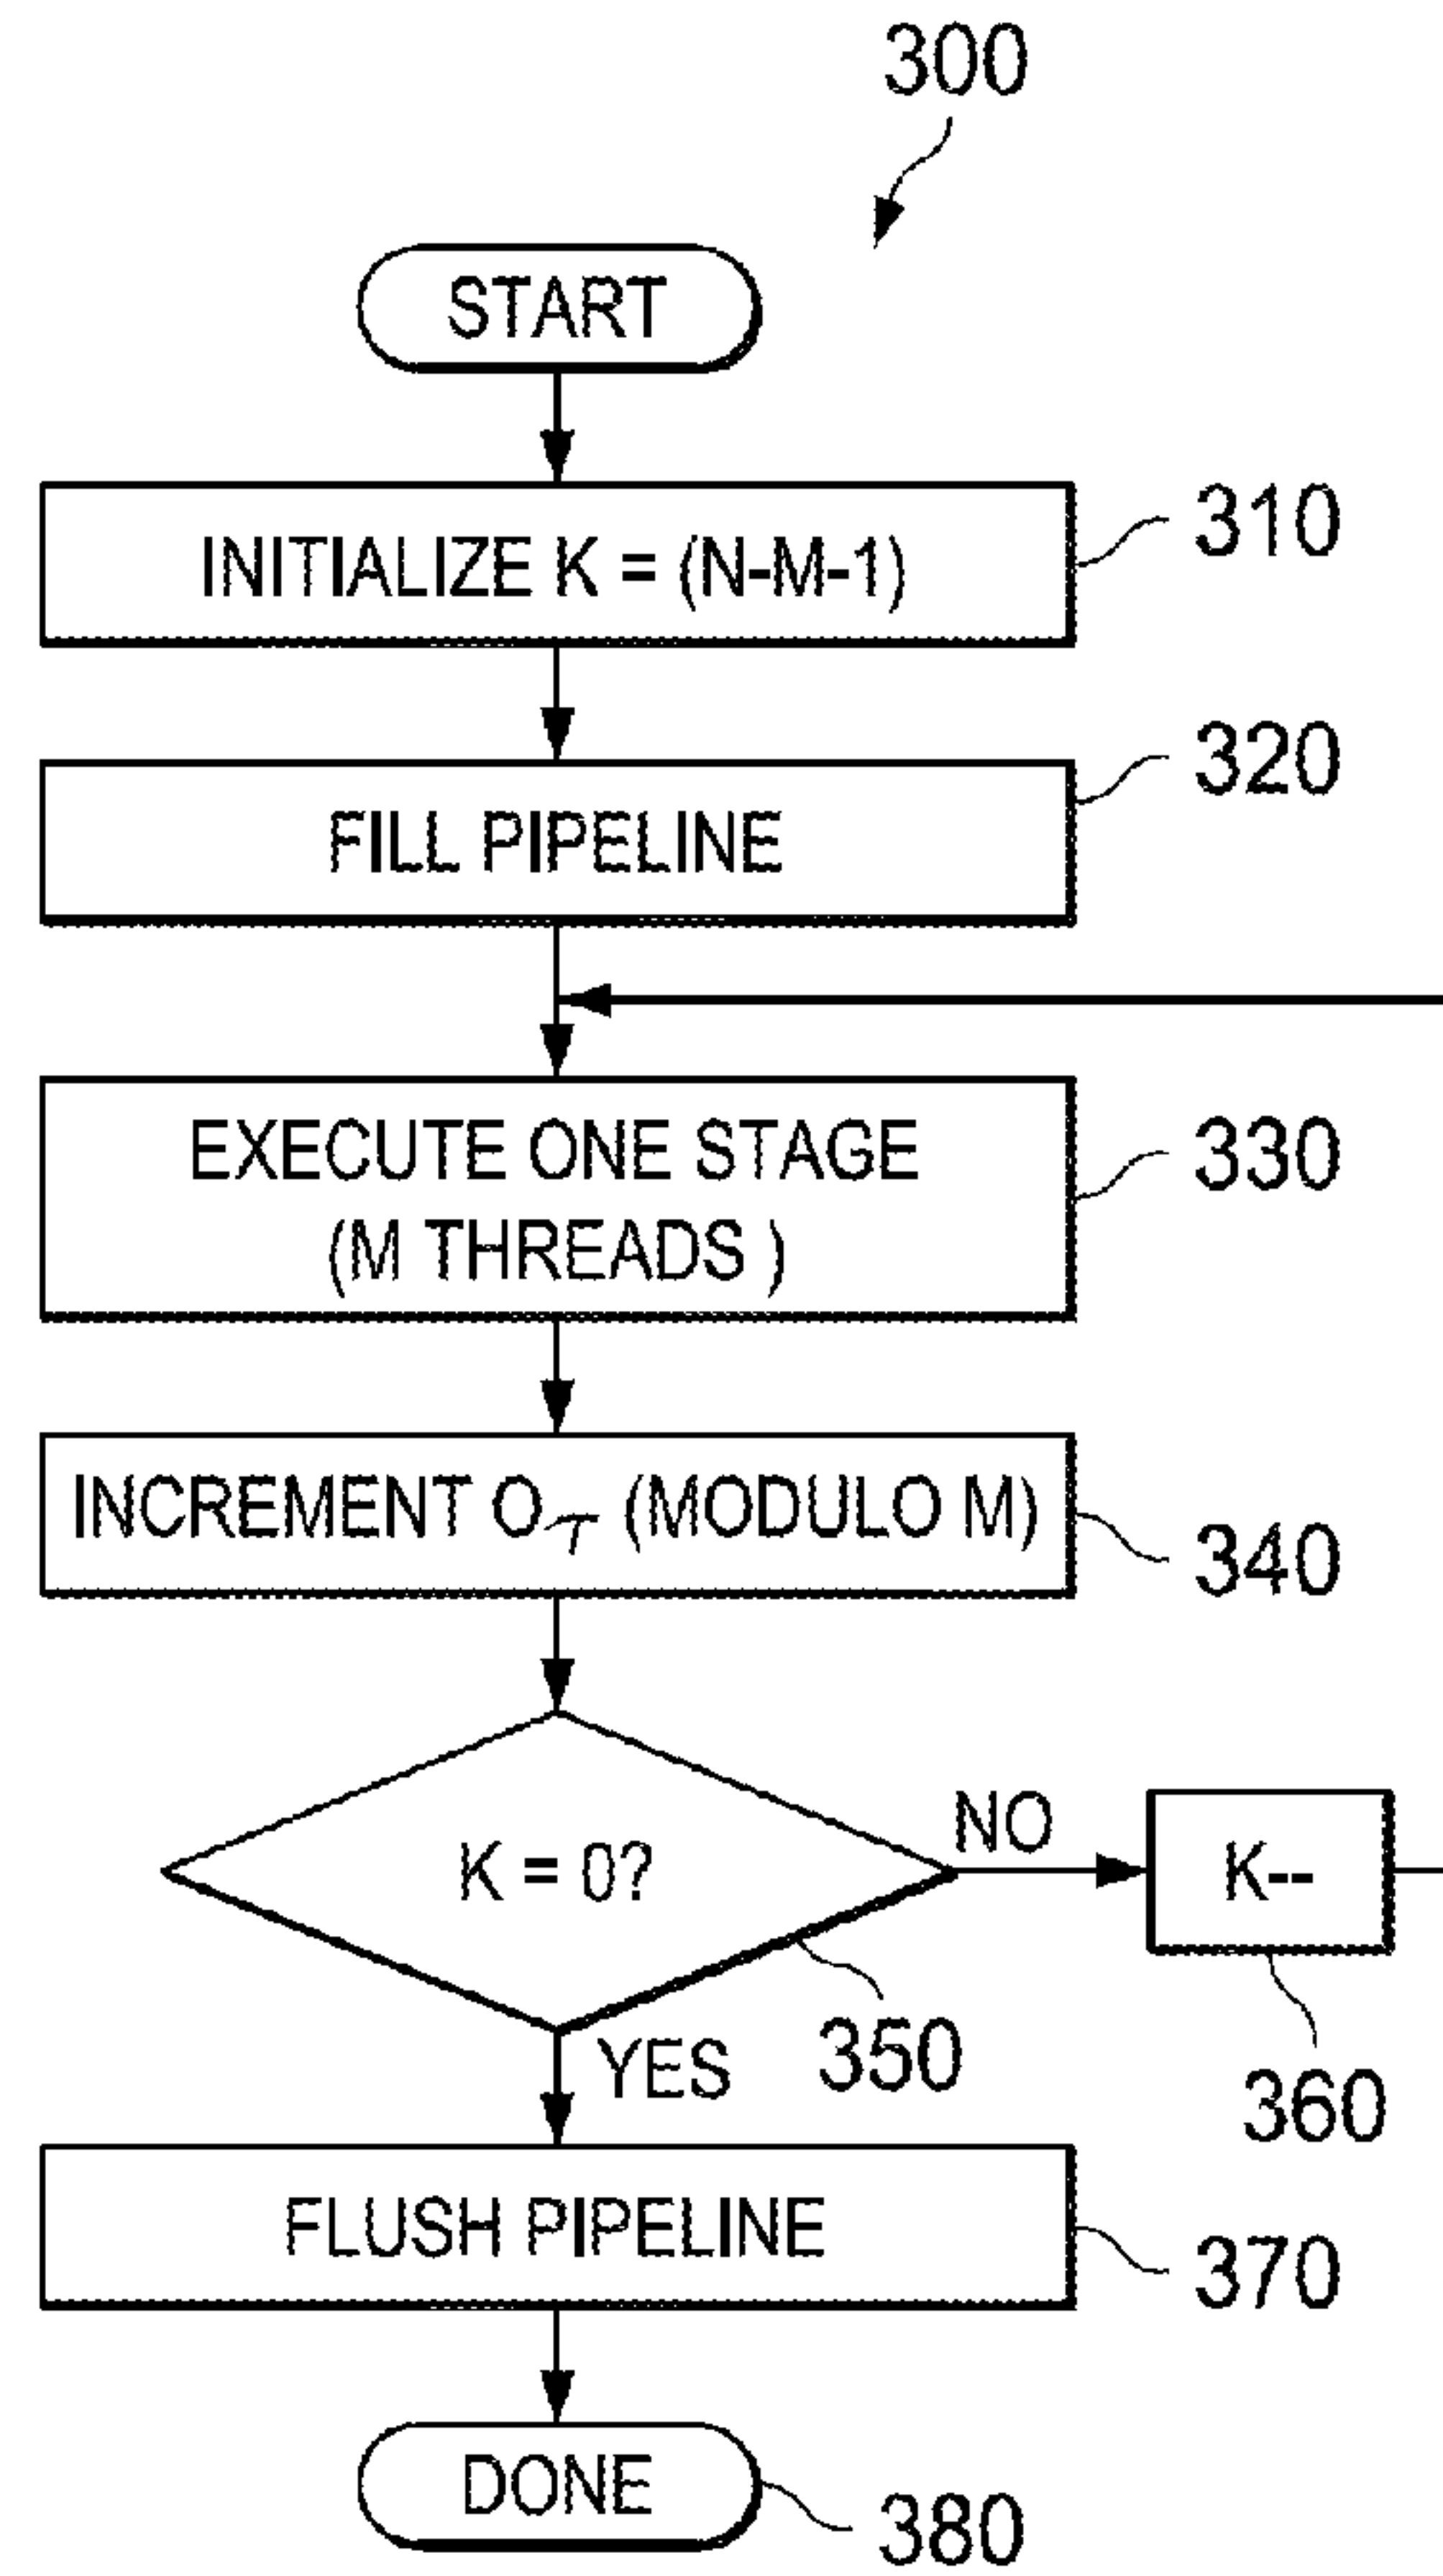 300
START
INITIALIZE K = (N-M-1)
310
FILL PIPELINE
320
EXECUTE ONE STAGE
(M THREADS )
330
INCREMENT O T (MODULO M)
340
K = 0?
NO
K--
350
360
YES
FLUSH PIPELINE
370
DONE
380